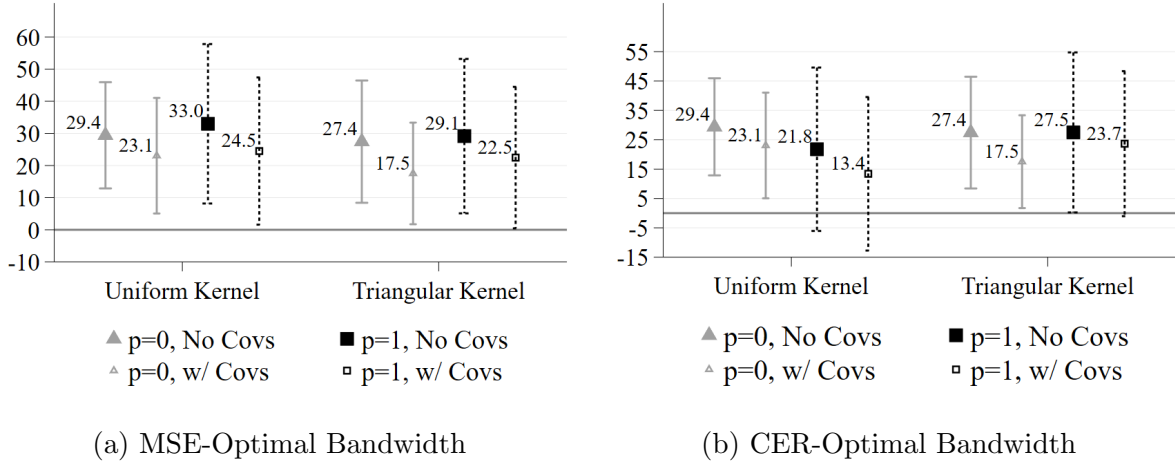 60
50
40
30
20
10
0
-10
29.4
23.1
33.0
24.5
27.4
17.5
29.1
22.5
Uniform Kernel
Triangular Kernel
p=0, No Covs
p=1, No Covs
p=0, w/ Covs
p=1, w/ Covs
(a) MSE-Optimal Bandwidth
55
45
35
25
15
5
-5
-15
29.4
23.1
21.8
13.4
27.4
17.5
27.5
23.7
Uniform Kernel
Triangular Kernel
p=0, No Covs
p=1, No Covs
p=0, w/ Covs
p=1, w/ Covs
(b) CER-Optimal Bandwidth